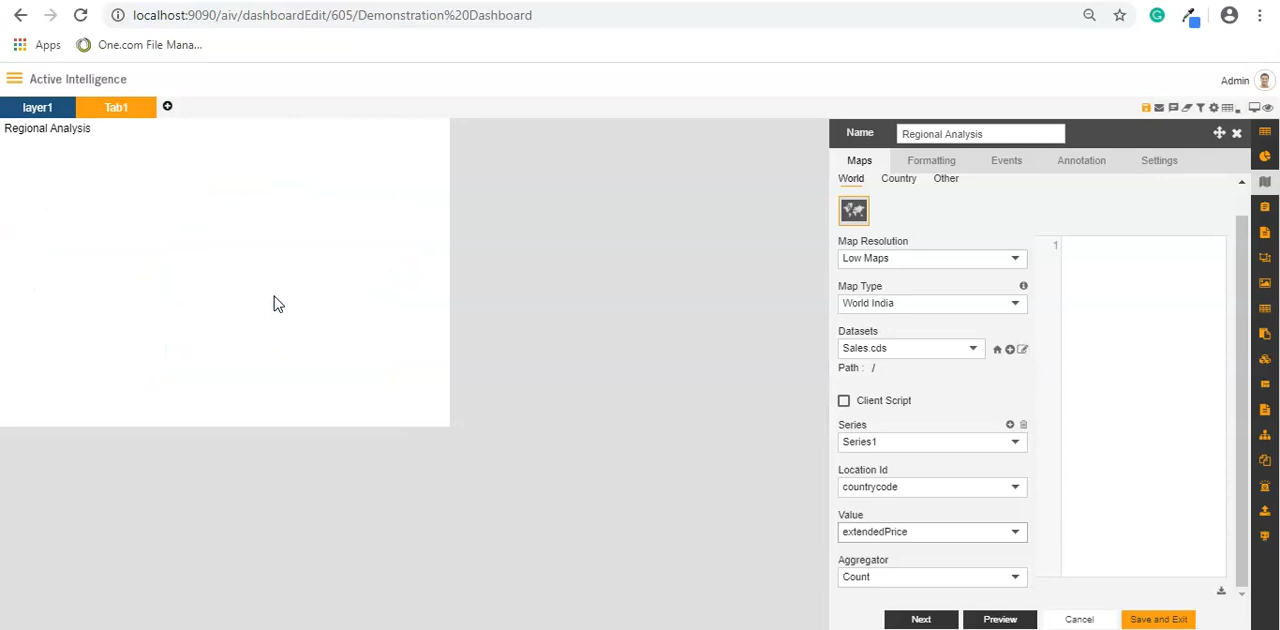 localhost:9090/aiv/dashboardEdit/605/Demonstration%20Dashboard
Apps
One.com File Mana...
Active Intelligence
Admin
layer1
Tab1
Regional Analysis
Name
Regional Analysis
Maps
Formatting
Events
Annotation
Settings
World
Country
Other
Map Resolution
Low Maps
1
Map Type
World India
Datasets
Sales.cds
Path : /
Client Script
Series
Series1
Location Id
countrycode
Value
extendedPrice
Aggregator
Count
Next
Preview
Cancel
Save and Exit